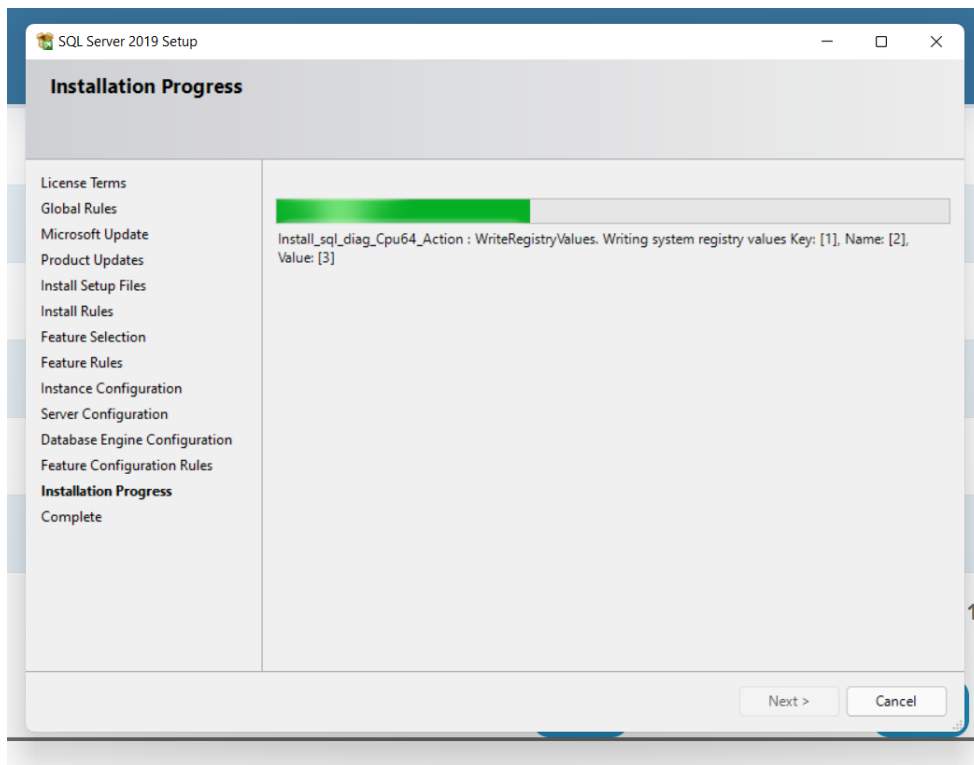 SQL Server 2019 Setup
Installation Progress
License Terms
Global Rules
Microsoft Update
Product Updates
Install Setup Files
Install Rules
Feature Selection
Feature Rules
Instance Configuration
Server Configuration
Database Engine Configuration
Feature Configuration Rules
Installation Progress
Complete
Install_sql_diag_Cpu64_Action : WriteRegistryValues. Writing system registry values Key: [1], Name: [2],
Value: [3]
1
Next >
Cancel